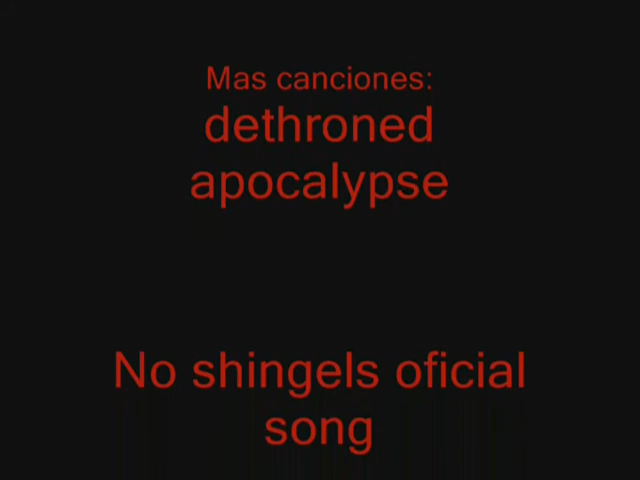 Mas canciones:
dethroned
apocalypse
No shingels oficial
song